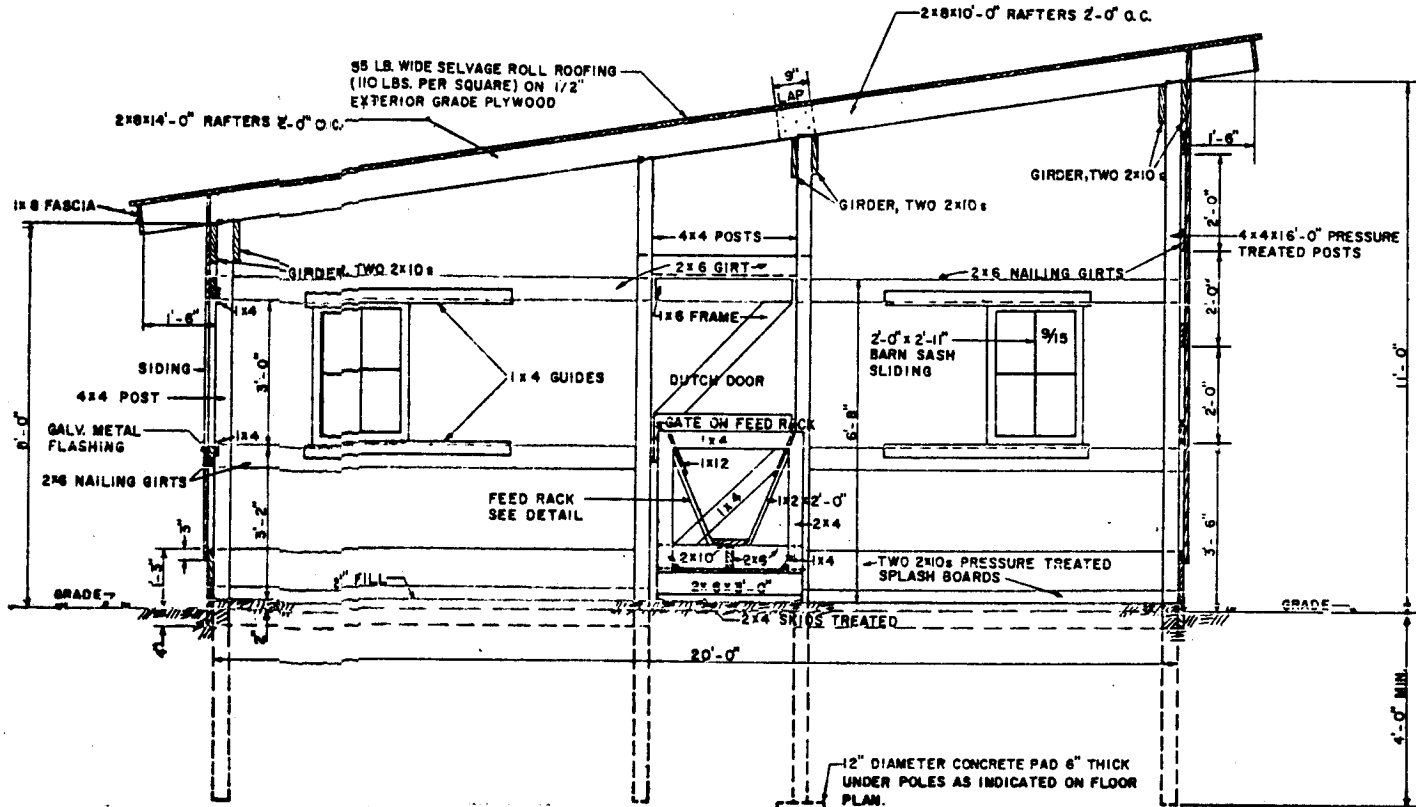 2×8×10'-0" RAFTERS 2'-0" O.C.
55 LB. WIDE SELVAGE ROLL ROOFING
(110 LBS. PER SQUARE) ON 1/2"
EXTERIOR GRADE PLYWOOD
9"
LAP
2×8×14'-0" RAFTERS 2'-0" O.C.
1'-6"
GIRDER, TWO 2×10s
1×8 FASCIA
GIRDER, TWO 2×10s
2'-0"
4×4 POSTS
4×4×16'-0" PRESSURE
TREATED POSTS
GIRDER, TWO 2×10s
2×6 GIRT
2×6 NAILING GIRTS
1'-6"
1×4
1×6 FRAME
2'-0"
2'-0" × 2'-11"
BARN SASH
SLIDING
9/15
11'-0"
SIDING
3'-0"
1×4 GUIDES
DUTCH DOOR
4×4 POST
8'-0"
6'-8"
2'-0"
GALV. METAL
FLASHING
1×4
GATE ON FEED RACK
1×4
1×12
2×6 NAILING GIRTS
FEED RACK
SEE DETAIL
1×4
1×2×2'-0"
2×4
3'-2"
3'-6"
3"
1'-3"
2×10
2×6
1×4
TWO 2×10s PRESSURE TREATED
SPLASH BOARDS
2" FILL
2×6×3'-0"
GRADE
GRADE
2×4 SKIDS TREATED
4"
2"
20'-0"
4'-0" MIN.
12" DIAMETER CONCRETE PAD 6" THICK
UNDER POLES AS INDICATED ON FLOOR
PLAN.